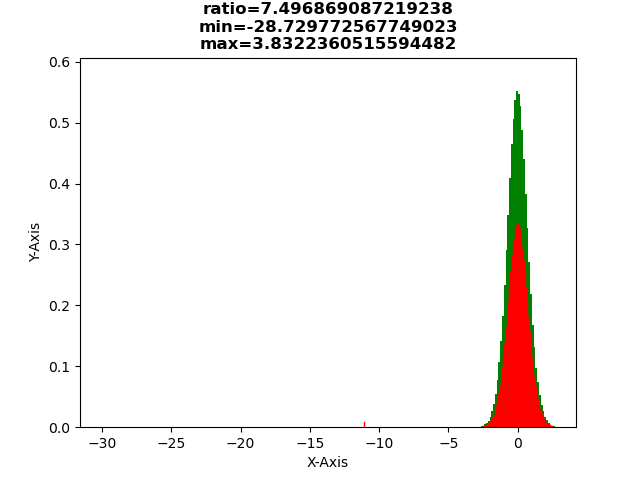 ratio=7.496869087219238
min=-28.729772567749023
max=3.8322360515594482
0.6
0.5
0.4
0.3
0.2
0.1
0.0
Y-Axis
−30
−25
−20
−15
−10
−5
0
X-Axis